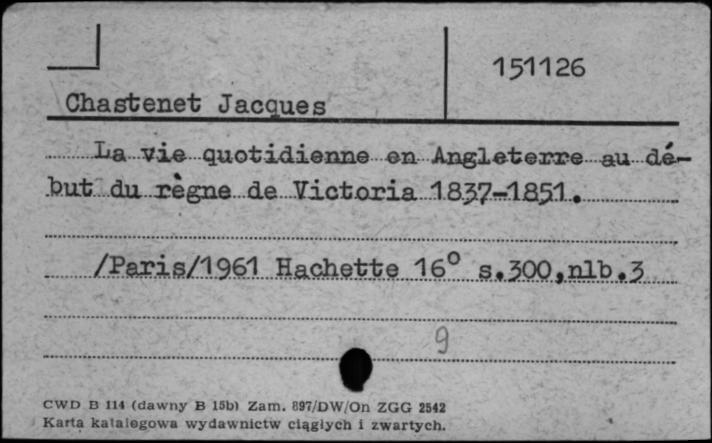 151126
Chastenet Jacques
La vie quotidienne en Angleterre au dé-
but du règne de Victoria 1837-1851.
/Paris/1961 Hachette 16° s.300,nlb.3
9
CWD B 114 (dawny B 15b) Zam. 897/DW/On ZGG 2542
Karta katalogowa wydawnictw ciągłych i zwartych.